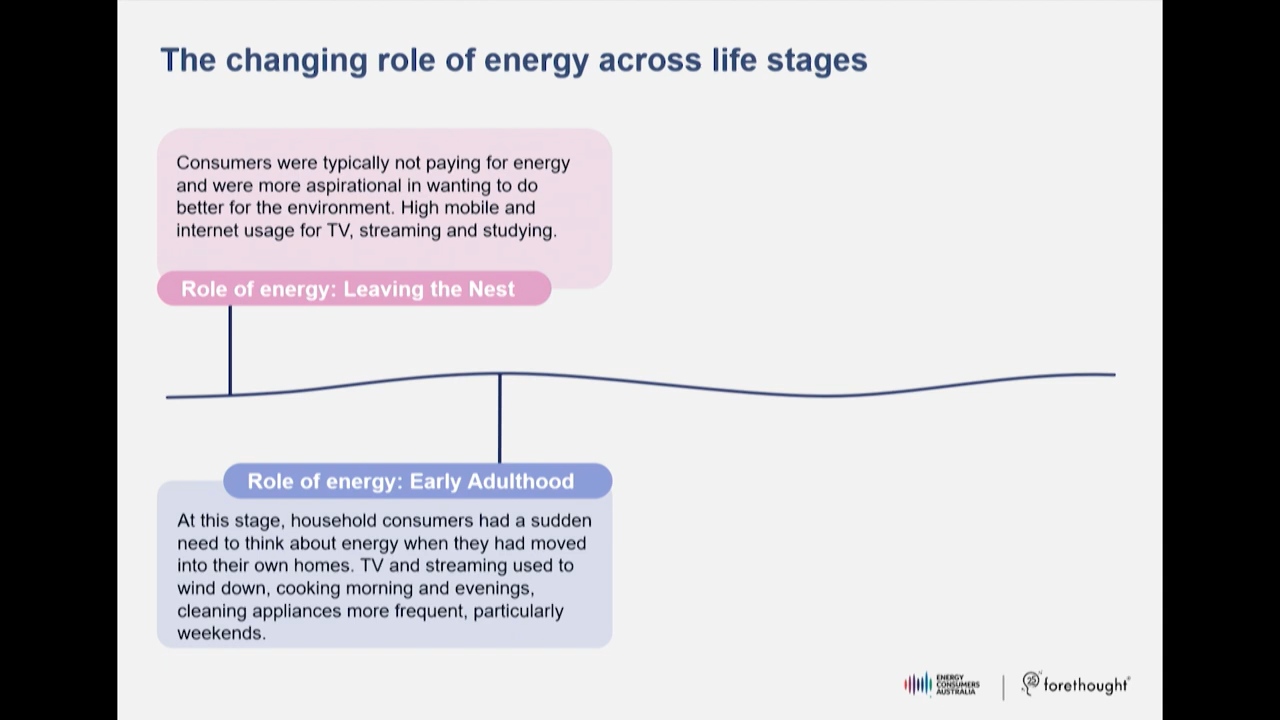 The changing role of energy across life stages
Consumers were typically not paying for energy
and were more aspirational in wanting to do
better for the environment. High mobile and
internet usage for TV, streaming and studying.
Role of energy: Leaving the Nest
Role of energy: Early Adulthood
At this stage, household consumers had a sudden
need to think about energy when they had moved
into their own homes. TV and streaming used to
wind down, cooking morning and evenings,
cleaning appliances more frequent, particularly
weekends.
ENERGY
CONSUMERS
AUSTRALIA
25
forethought